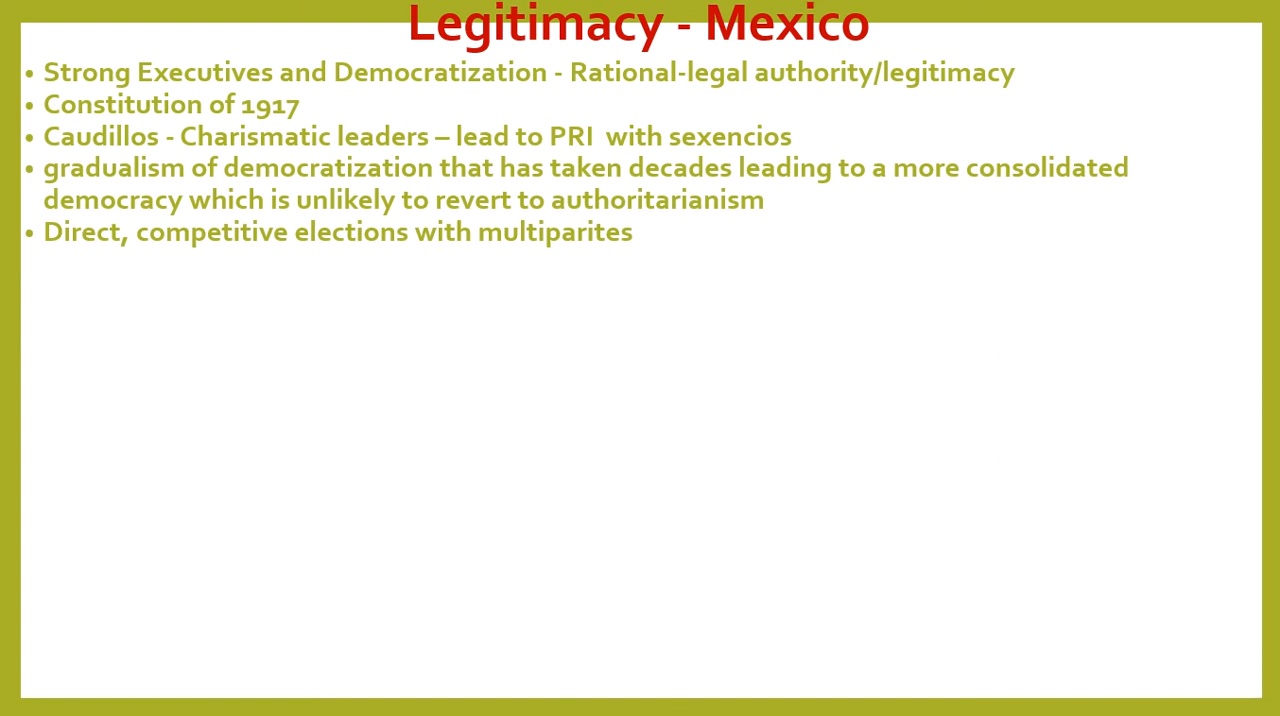 Legitimacy - Mexico
• Strong Executives and Democratization - Rational-legal authority/legitimacy
• Constitution of 1917
• Caudillos - Charismatic leaders – lead to PRI  with sexencios
• gradualism of democratization that has taken decades leading to a more consolidated
democracy which is unlikely to revert to authoritarianism
• Direct, competitive elections with multiparites